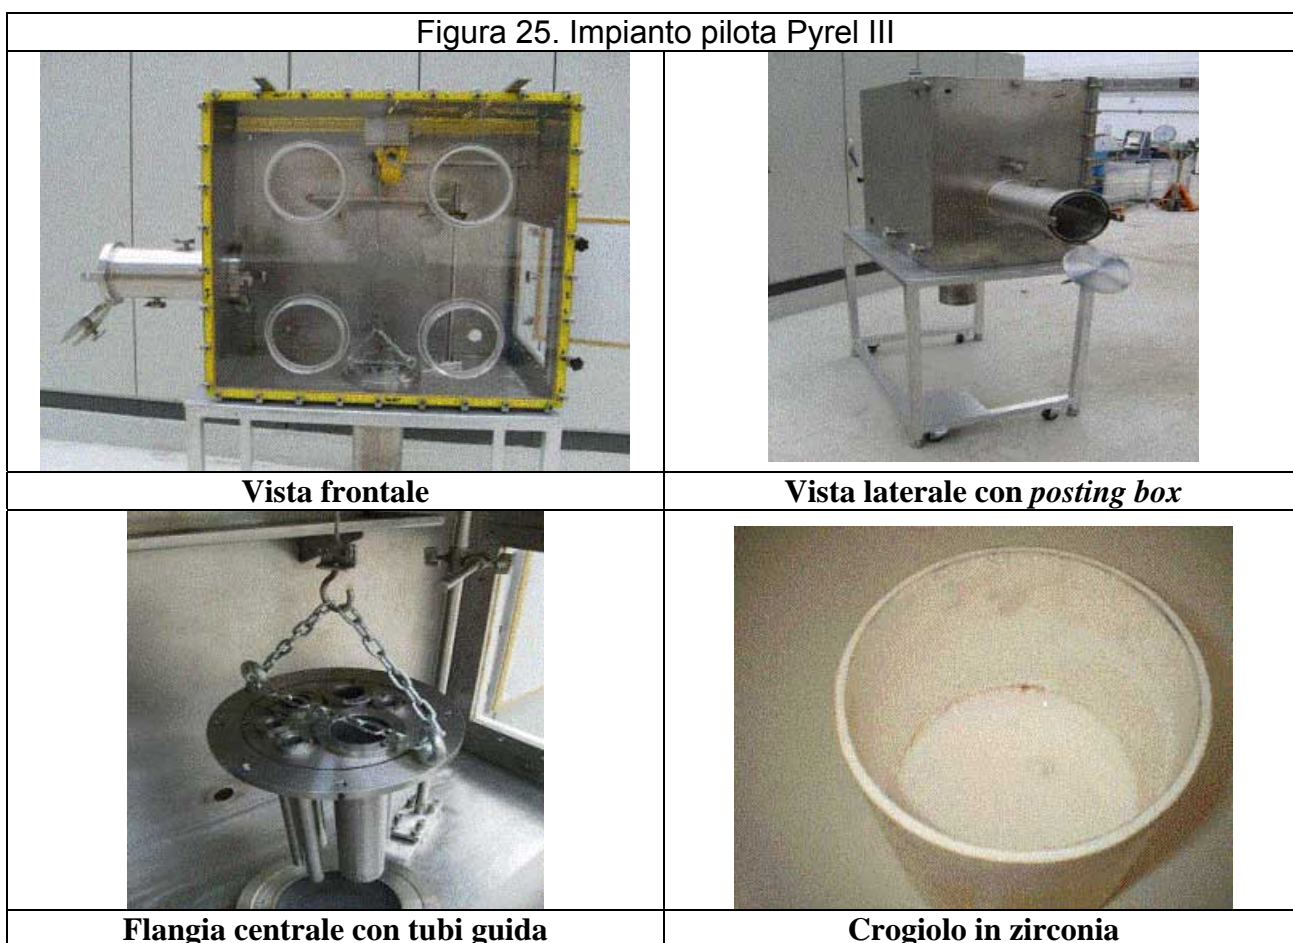 Figura 25. Impianto pilota Pyrel III
Vista frontale
Vista laterale con posting box
Flangia centrale con tubi guida
Crogiolo in zirconia